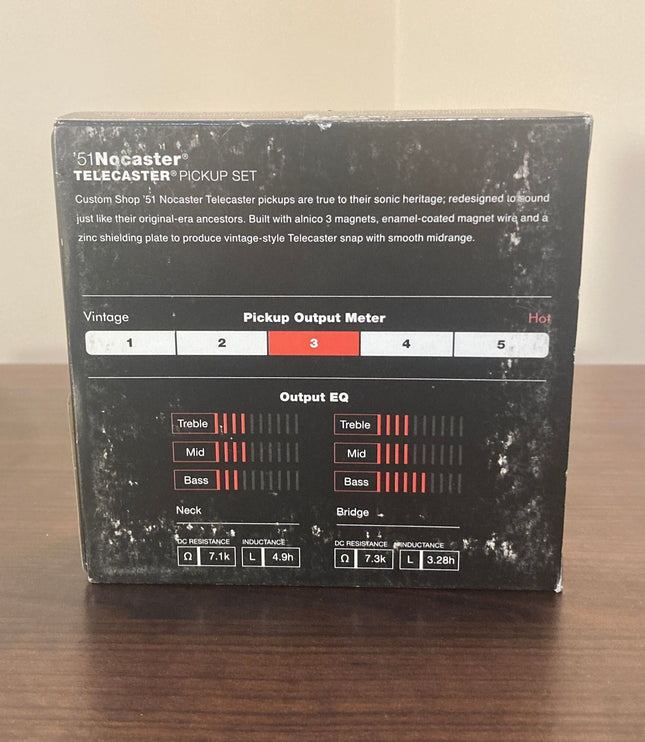 '51Nocaster®
TELECASTER® PICKUP SET
Custom Shop '51 Nocaster Telecaster pickups are true to their sonic heritage; redesigned to sound
just like their original-era ancestors. Built with alnico 3 magnets, enamel-coated magnet wire and a
zinc shielding plate to produce vintage-style Telecaster snap with smooth midrange.
Vintage Pickup Output Meter Hot
1 2 3 4 5
Output EQ
Treble Treble
Mid Mid
Bass Bass
Neck Bridge
DC RESISTANCE INDUCTANCE DC RESISTANCE INDUCTANCE
Ω 7.1k L 4.9h Ω 7.3k L 3.28h